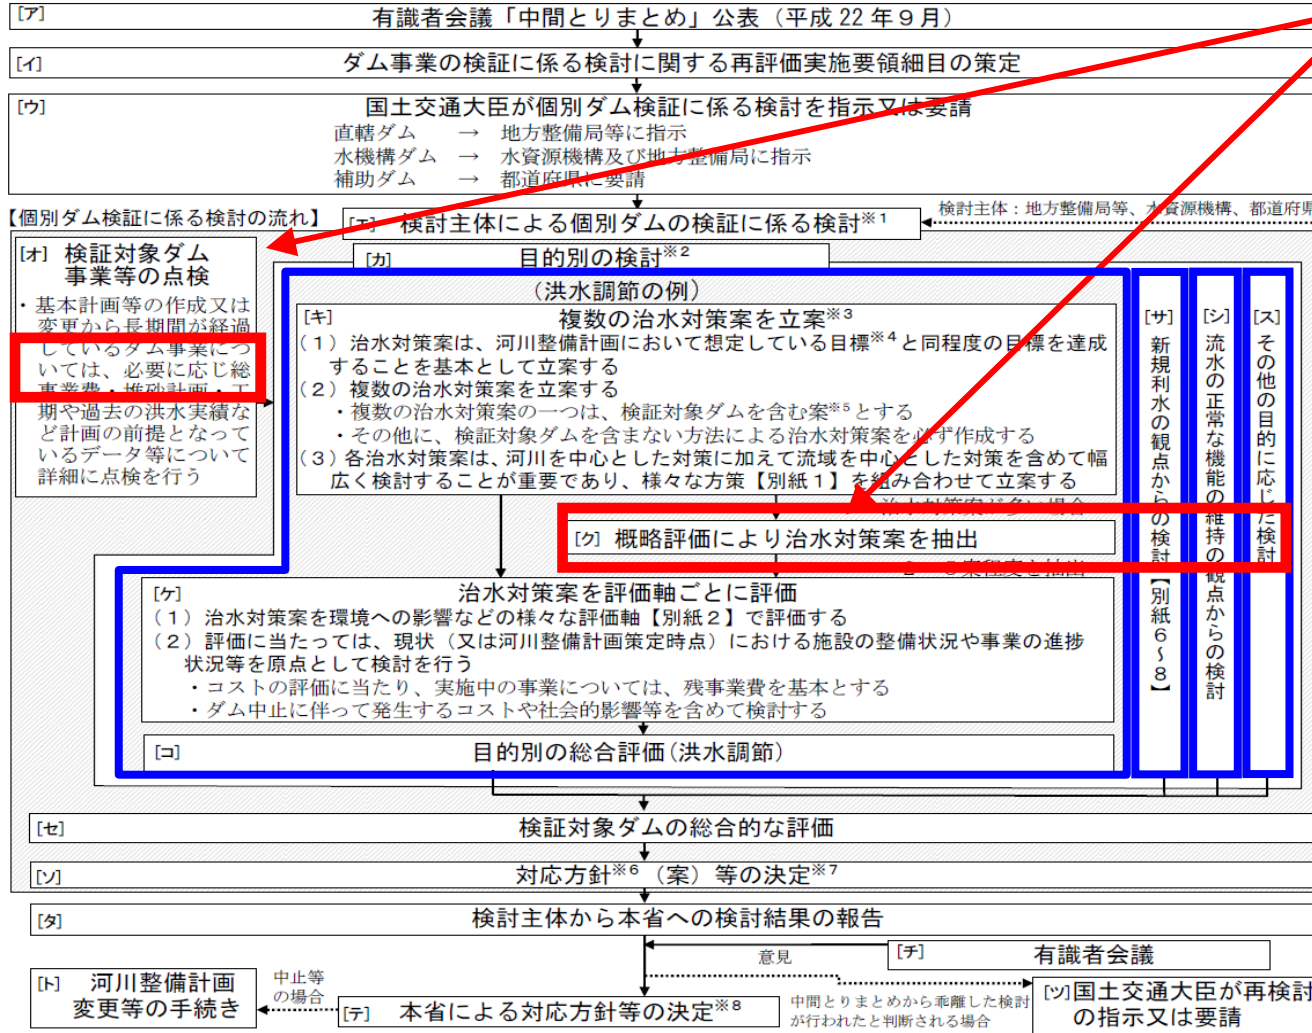 [ア] 有識者会議「中間とりまとめ」公表（平成 22 年９月）
[イ] ダム事業の検証に係る検討に関する再評価実施要領細目の策定
[ウ] 国土交通大臣が個別ダム検証に係る検討を指示又は要請
直轄ダム → 地方整備局等に指示
水機構ダム → 水資源機構及び地方整備局に指示
補助ダム → 都道府県に要請
【個別ダム検証に係る検討の流れ】
[エ] 検討主体による個別ダムの検証に係る検討※1
検討主体：地方整備局等、水資源機構、都道府県
[オ] 検証対象ダム
事業等の点検
・基本計画等の作成又は
変更から長期間が経過
しているダム事業につ
いては、必要に応じ総
事業費・堆砂計画・工
期や過去の洪水実績な
ど計画の前提となって
いるデータ等について
詳細に点検を行う
[カ] 目的別の検討※2
(洪水調節の例)
[キ] 複数の治水対策案を立案※3
（１）治水対策案は、河川整備計画において想定している目標※4と同程度の目標を達成
することを基本として立案する
（２）複数の治水対策案を立案する
・複数の治水対策案の一つは、検証対象ダムを含む案※5とする
・その他に、検証対象ダムを含まない方法による治水対策案を必ず作成する
（３）各治水対策案は、河川を中心とした対策に加えて流域を中心とした対策を含めて幅
広く検討することが重要であり、様々な方策【別紙１】を組み合わせて立案する
治水対策案が多い場合
[ク] 概略評価により治水対策案を抽出
[ケ] 治水対策案を評価軸ごとに評価
（１）治水対策案を環境への影響などの様々な評価軸【別紙２】で評価する
（２）評価に当たっては、現状（又は河川整備計画策定時点）における施設の整備状況や事業の進捗
状況等を原点として検討を行う
・コストの評価に当たり、実施中の事業については、残事業費を基本とする
・ダム中止に伴って発生するコストや社会的影響等を含めて検討する
[コ] 目的別の総合評価(洪水調節)
[サ] 新規利水の観点からの検討【別紙６～８】
[シ] 流水の正常な機能の維持の観点からの検討
[ス] その他の目的に応じた検討
[セ] 検証対象ダムの総合的な評価
[ソ] 対応方針※6（案）等の決定※7
[タ] 検討主体から本省への検討結果の報告
意見
[チ] 有識者会議
[ト] 河川整備計画
変更等の手続き
中止等
の場合
[テ] 本省による対応方針等の決定※8
中間とりまとめから乖離した検討
が行われたと判断される場合
[ツ] 国土交通大臣が再検討
の指示又は要請